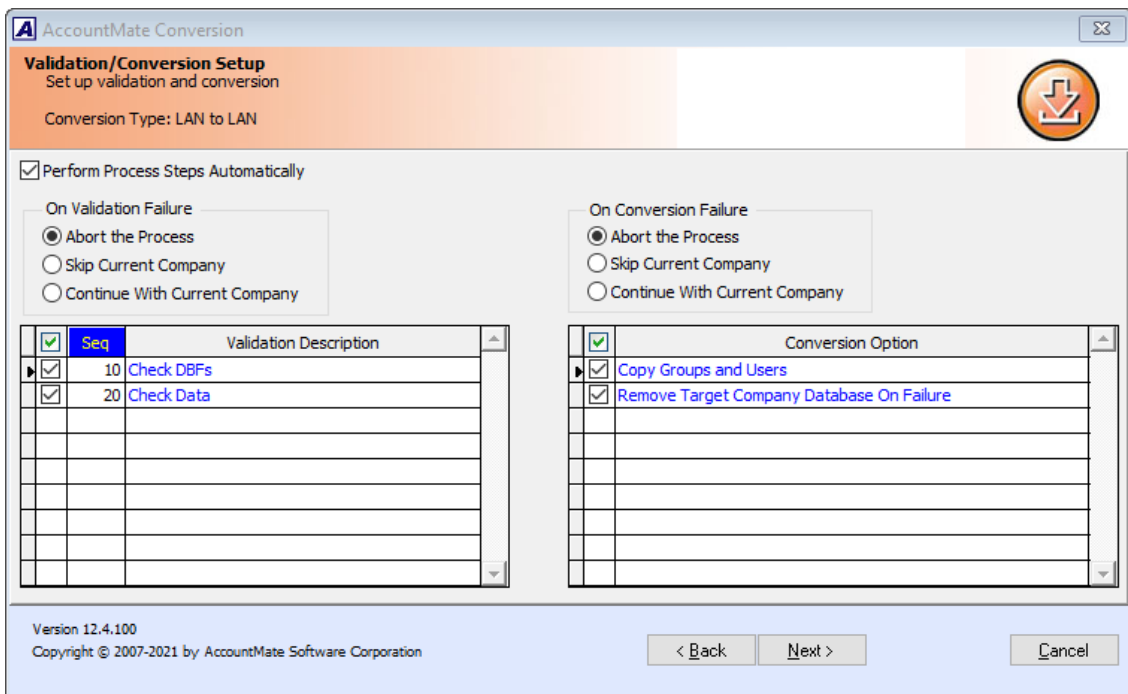 AccountMate Conversion
Validation/Conversion Setup
Set up validation and conversion
Conversion Type: LAN to LAN
Perform Process Steps Automatically
On Validation Failure
Abort the Process
Skip Current Company
Continue With Current Company
On Conversion Failure
Abort the Process
Skip Current Company
Continue With Current Company
Seq Validation Description
10 Check DBFs
20 Check Data
Conversion Option
Copy Groups and Users
Remove Target Company Database On Failure
Version 12.4.100
Copyright © 2007-2021 by AccountMate Software Corporation
< Back Next > Cancel